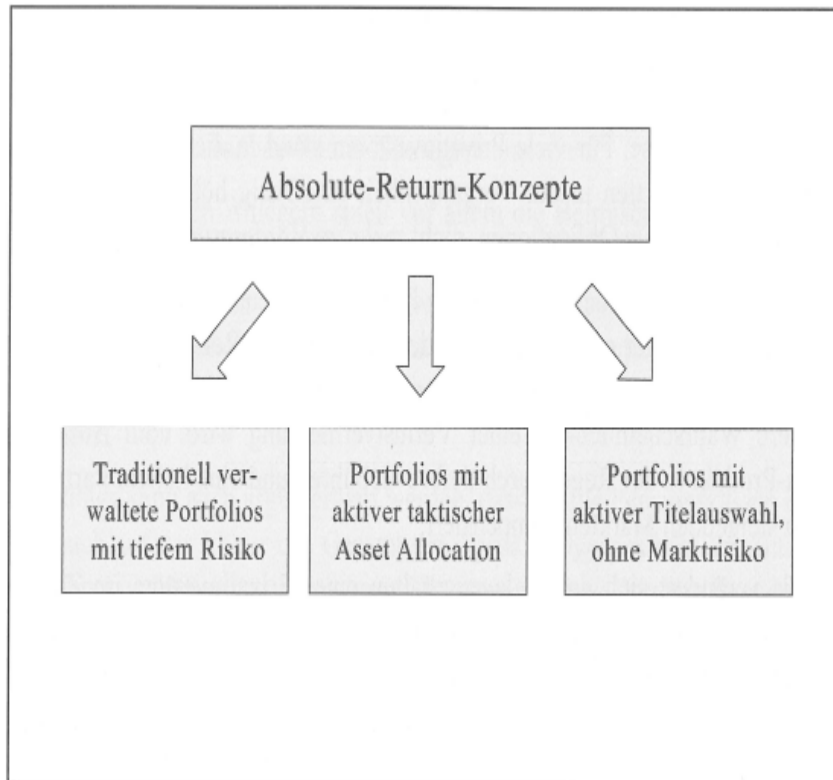 Absolute-Return-Konzepte
Traditionell ver-
waltete Portfolios
mit tiefem Risiko
Portfolios mit
aktiver taktischer
Asset Allocation
Portfolios mit
aktiver Titelauswahl,
ohne Marktrisiko